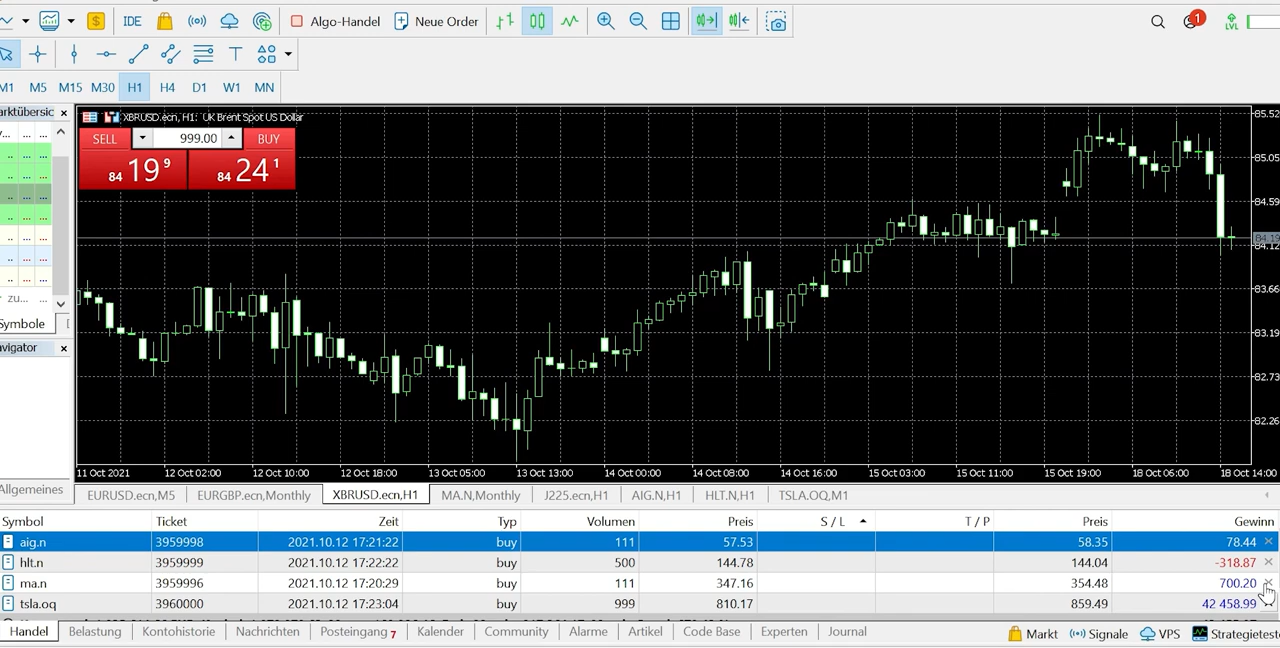 IDE Algo-Handel Neue Order 1 LVL
M1 M5 M15 M30 H1 H4 D1 W1 MN
arktübersic
XBRUSD.ecn, H1: UK Brent Spot US Dollar
SELL 999.00 BUY
84 19 9 84 24 1
85.52
85.05
84.59
84.19
84.12
83.66
83.19
82.73
82.26
zu...
Symbole
avigator
Allgemeines
11 Oct 2021 12 Oct 02:00 12 Oct 10:00 12 Oct 18:00 13 Oct 05:00 13 Oct 13:00 14 Oct 00:00 14 Oct 08:00 14 Oct 16:00 15 Oct 03:00 15 Oct 11:00 15 Oct 19:00 18 Oct 06:00 18 Oct 14:00
EURUSD.ecn,M5 EURGBP.ecn,Monthly XBRUSD.ecn,H1 MA.N,Monthly J225.ecn,H1 AIG.N,H1 HLT.N,H1 TSLA.OQ,M1
Symbol Ticket Zeit Typ Volumen Preis S / L T / P Preis Gewinn
aig.n 3959998 2021.10.12 17:21:22 buy 111 57.53 58.35 78.44
hlt.n 3959999 2021.10.12 17:22:22 buy 500 144.78 144.04 -318.87
ma.n 3959996 2021.10.12 17:20:29 buy 111 347.16 354.48 700.20
tsla.oq 3960000 2021.10.12 17:23:04 buy 999 810.17 859.49 42 458.99
Handel Belastung Kontohistorie Nachrichten Posteingang 7 Kalender Community Alarme Artikel Code Base Experten Journal Markt Signale VPS Strategietest